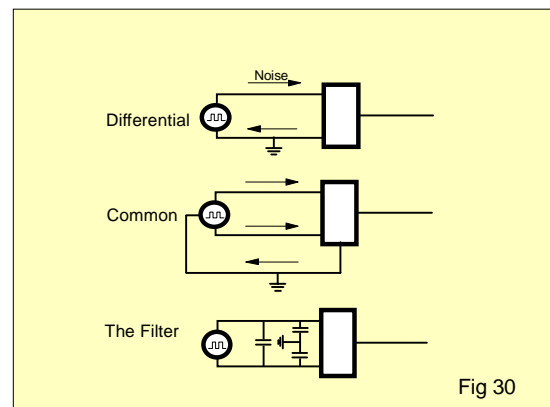 Noise
Differential
Common
The Filter
Fig 30